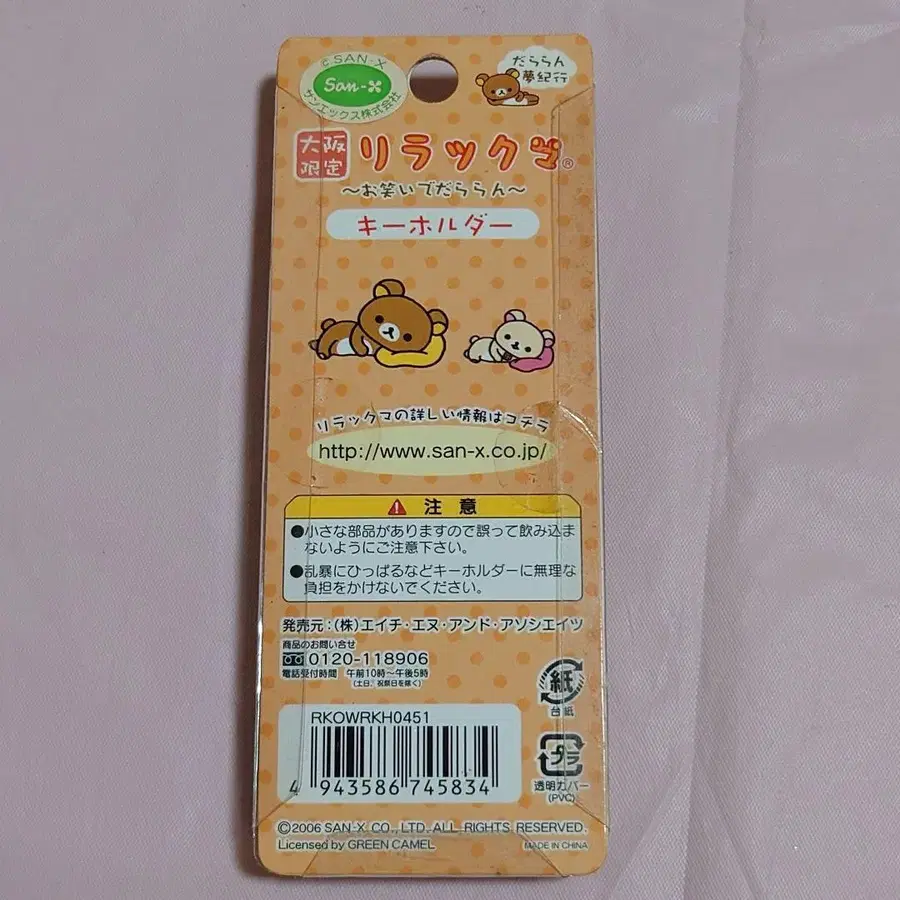 © SAN-X
San-X
サンエックス株式会社
だららん
夢紀行
大阪
限定
リラックマ®
～お笑いでだららん～
キーホルダー
リラックマの詳しい情報はコチラ
http://www.san-x.co.jp/
注意
●小さな部品がありますので誤って飲み込ま
ないようにご注意下さい。
●乱暴にひっぱるなどキーホルダーに無理な
負担をかけないでください。
発売元：(株)エイチ・エヌ・アンド・アソシエイツ
商品のお問い合せ
0120-118906
電話受付時間 午前10時～午後5時
(土日、祝祭日を除く)
紙
台紙
プラ
透明カバー
(PVC)
RKOWRKH0451
4 943586 745834
©2006 SAN-X CO., LTD. ALL RIGHTS RESERVED.
Licensed by GREEN CAMEL
MADE IN CHINA